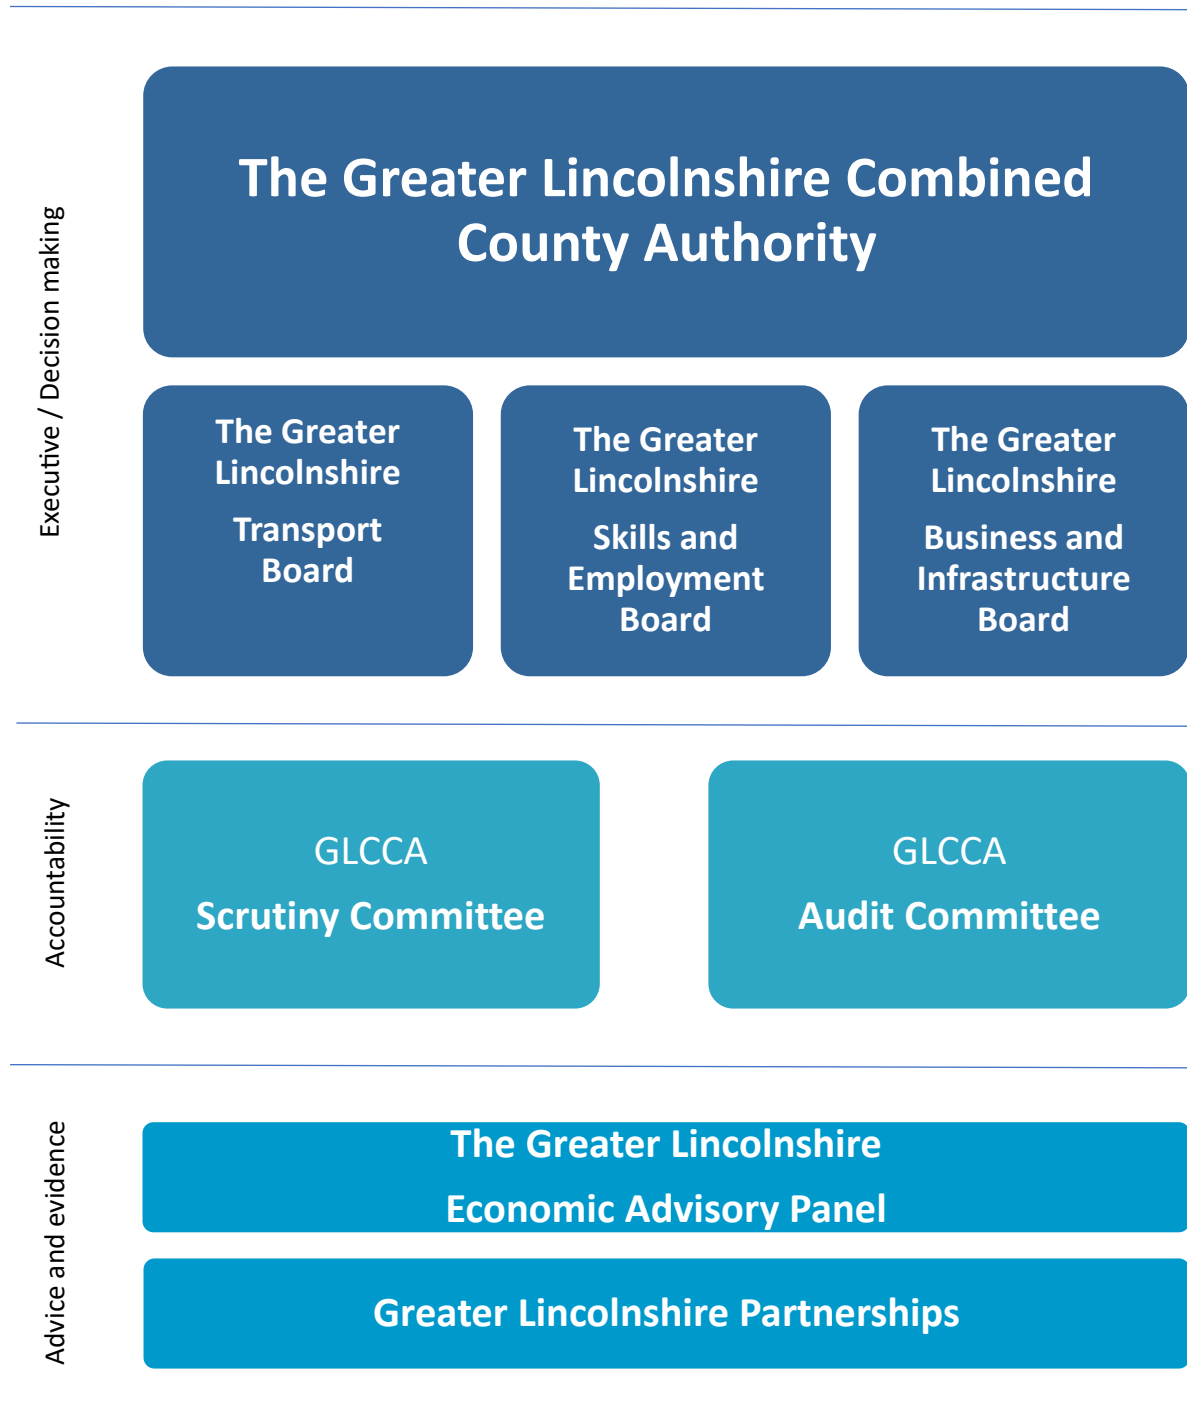 Executive / Decision making
The Greater Lincolnshire Combined
County Authority
The Greater
Lincolnshire
Transport
Board
The Greater
Lincolnshire
Skills and
Employment
Board
The Greater
Lincolnshire
Business and
Infrastructure
Board
Accountability
GLCCA
Scrutiny Committee
GLCCA
Audit Committee
Advice and evidence
The Greater Lincolnshire
Economic Advisory Panel
Greater Lincolnshire Partnerships